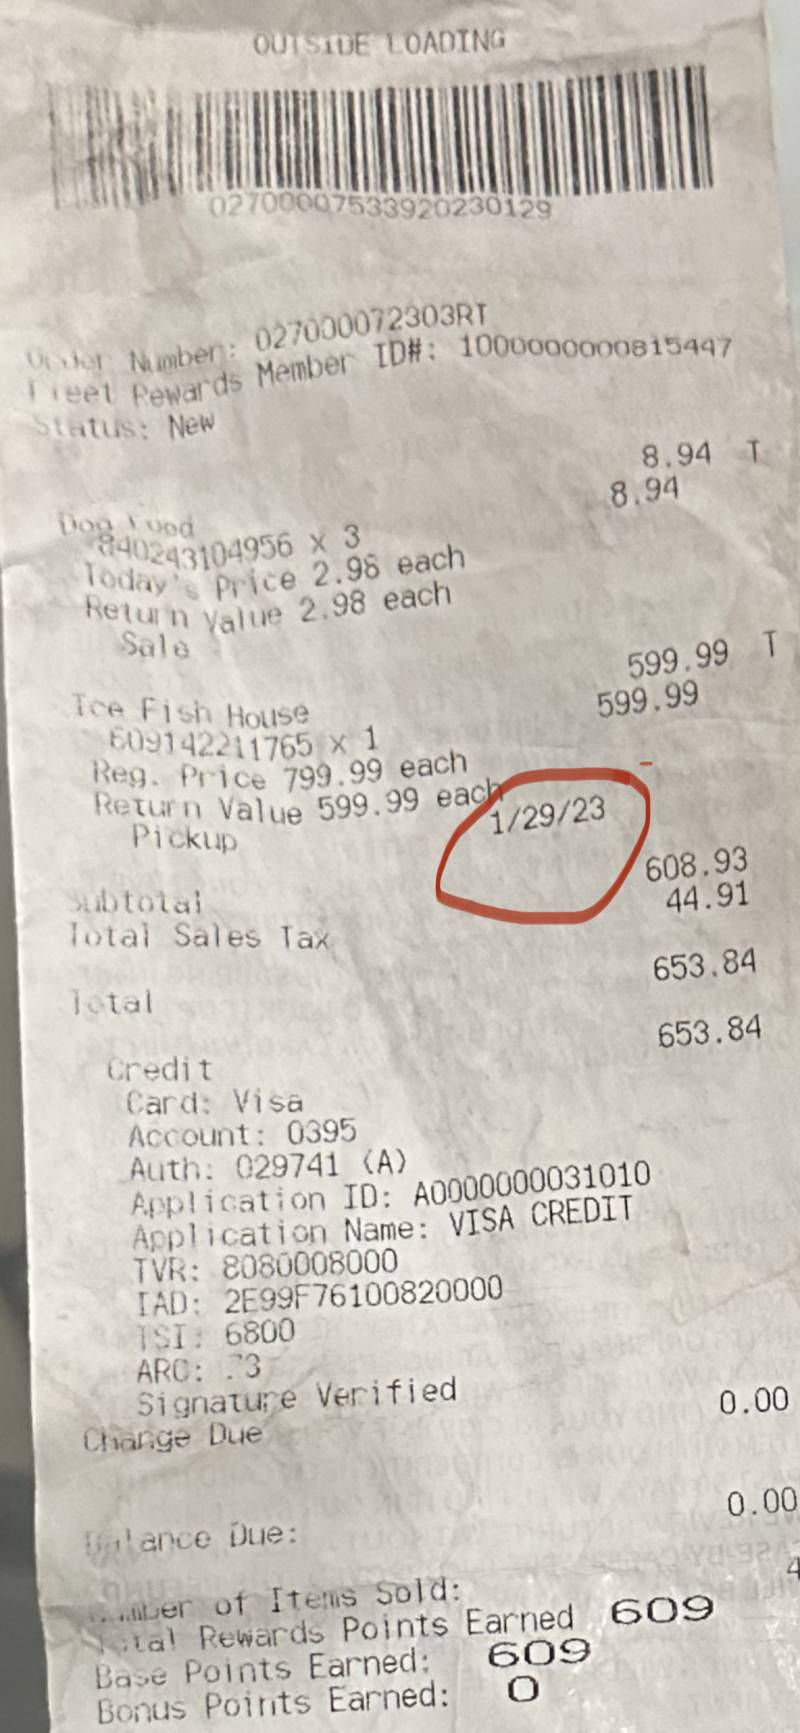 OUTSIDE LOADING
02700007533920230129
Order Number: 027000072303RT
Fleet Rewards Member ID#: 1000000000815447
Status: New
8.94 T
8.94
Dog Food
840243104956 x 3
Today's Price 2.98 each
Return Value 2.98 each
Sale
599.99 T
599.99
Ice Fish House
609142211765 x 1
Reg. Price 799.99 each
Return Value 599.99 each
Pickup 1/29/23
608.93
Subtotal
44.91
Total Sales Tax
653.84
Total
653.84
Credit
Card: Visa
Account: 0395
Auth: 029741 (A)
Application ID: A0000000031010
Application Name: VISA CREDIT
TVR: 8080008000
IAD: 2E99F76100820000
TSI: 6800
ARC:
Signature Verified
0.00
Change Due
0.00
Balance Due:
4
Number of Items Sold:
Total Rewards Points Earned 609
Base Points Earned: 609
Bonus Points Earned: 0